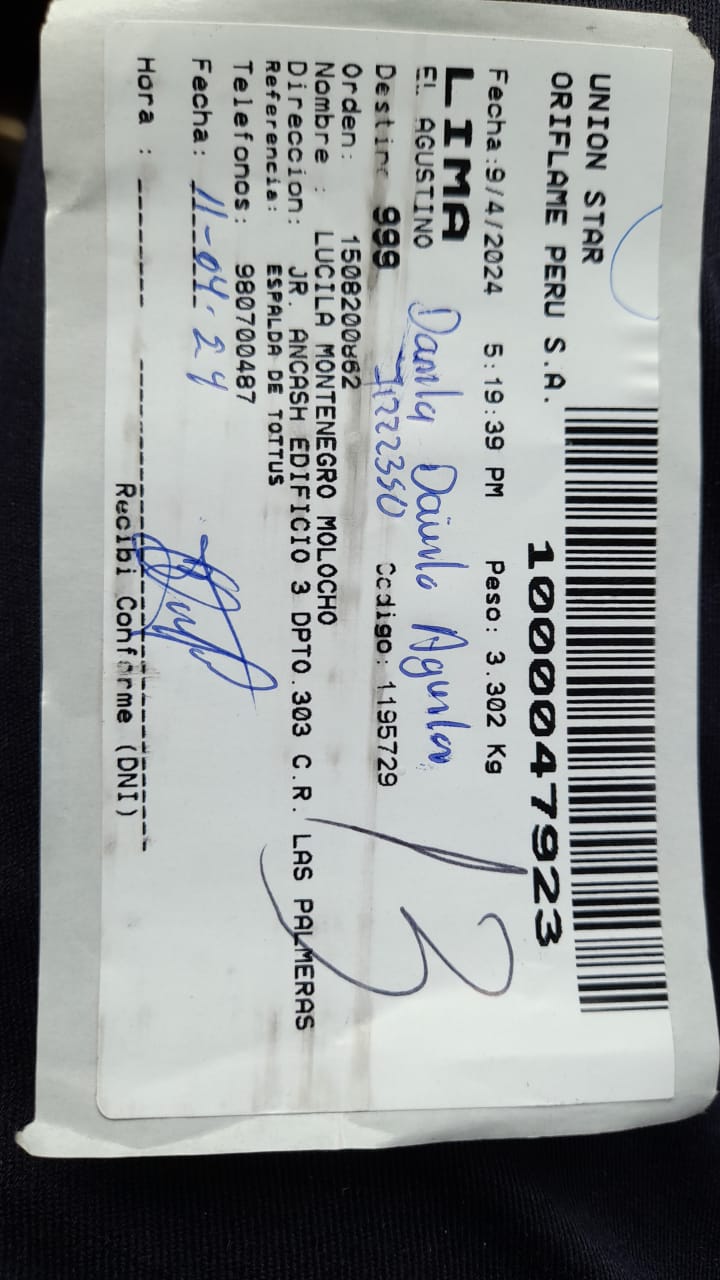 UNION STAR
ORIFLAME PERU S.A.
1000047923
Fecha:9/4/2024 5:19:39 PM Peso: 3.302 Kg
LIMA
EL AGUSTINO
Destino 999 Codigo: 1195729
Orden: 1508200862
Nombre : LUCILA MONTENEGRO MOLOCHO
Direccion: JR. ANCASH EDIFICIO 3 DPTO.303 C.R. LAS PALMERAS
Referencia: ESPALDA DE TOTTUS
Telefonos: 980700487
Fecha: 11-04-24
Hora :
Recibi Conforme (DNI)
13